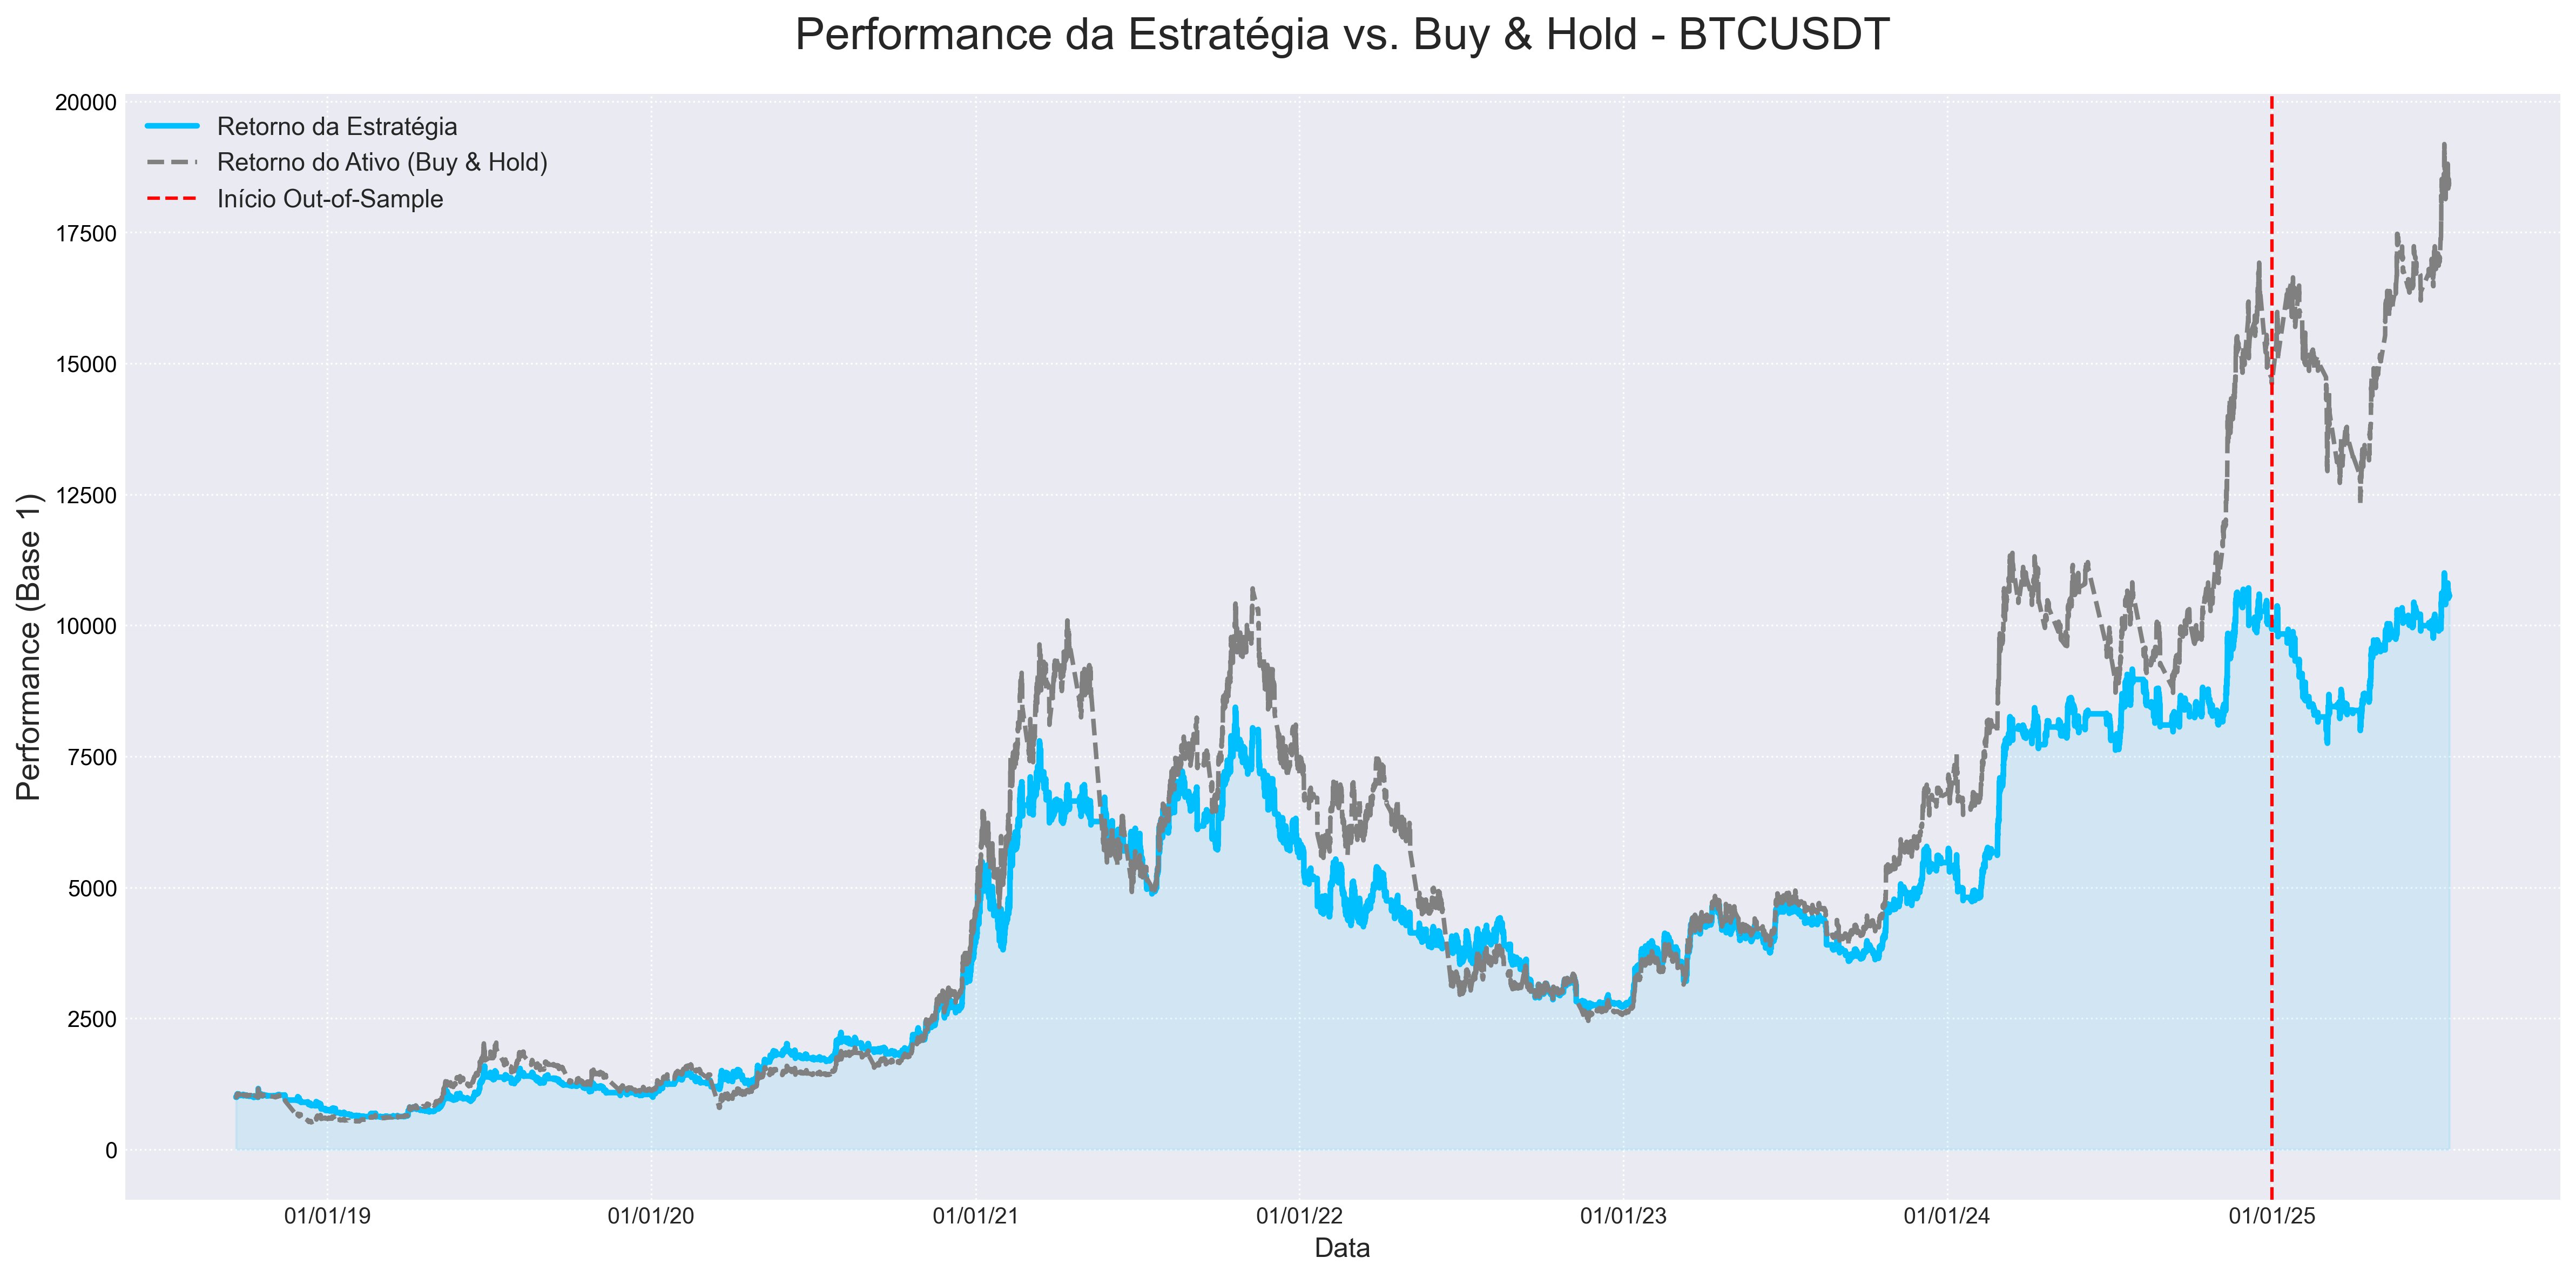 Performance da Estratégia vs. Buy & Hold - BTCUSDT
Retorno da Estratégia
Retorno do Ativo (Buy & Hold)
Início Out-of-Sample
Performance (Base 1)
20000
17500
15000
12500
10000
7500
5000
2500
0
01/01/19
01/01/20
01/01/21
01/01/22
01/01/23
01/01/24
01/01/25
Data